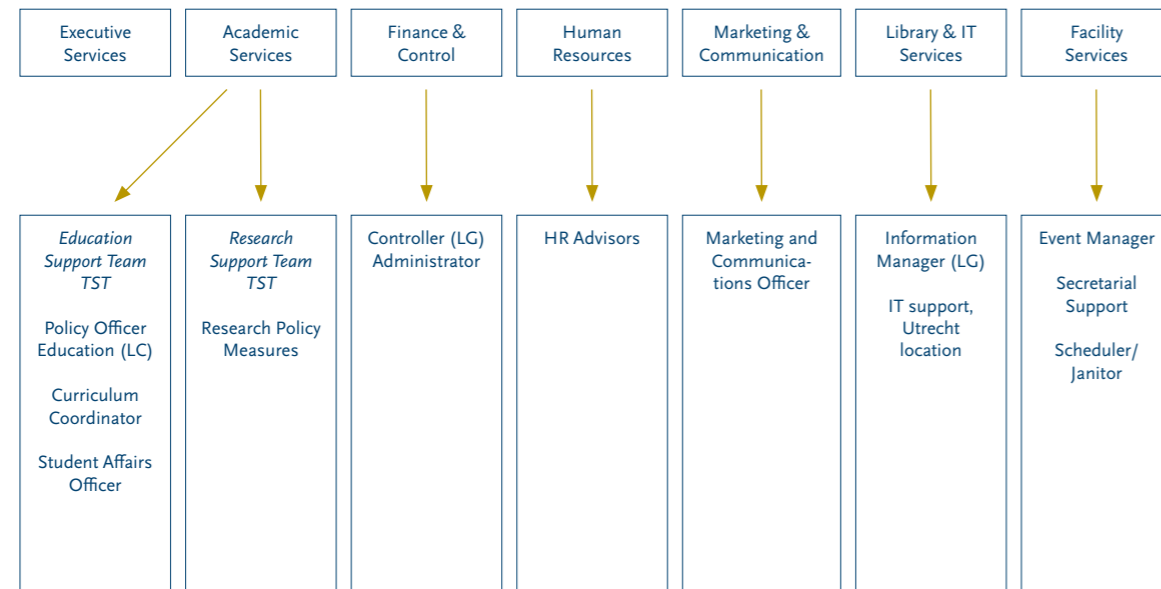 Executive
Services
Academic
Services
Finance &
Control
Human
Resources
Marketing &
Communication
Library & IT
Services
Facility
Services
Education
Support Team
TST
Policy Officer
Education (LC)
Curriculum
Coordinator
Student Affairs
Officer
Research
Support Team
TST
Research Policy
Measures
Controller (LG)
Administrator
HR Advisors
Marketing and
Communica-
tions Officer
Information
Manager (LG)
IT support,
Utrecht
location
Event Manager
Secretarial
Support
Scheduler/
Janitor